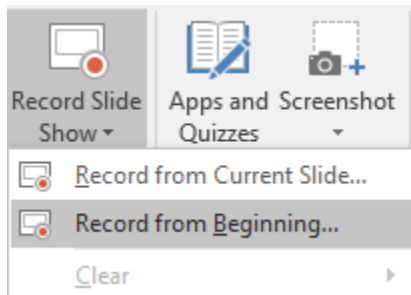 Record Slide Show
Apps and Quizzes
Screenshot
Record from Current Slide...
Record from Beginning...
Clear